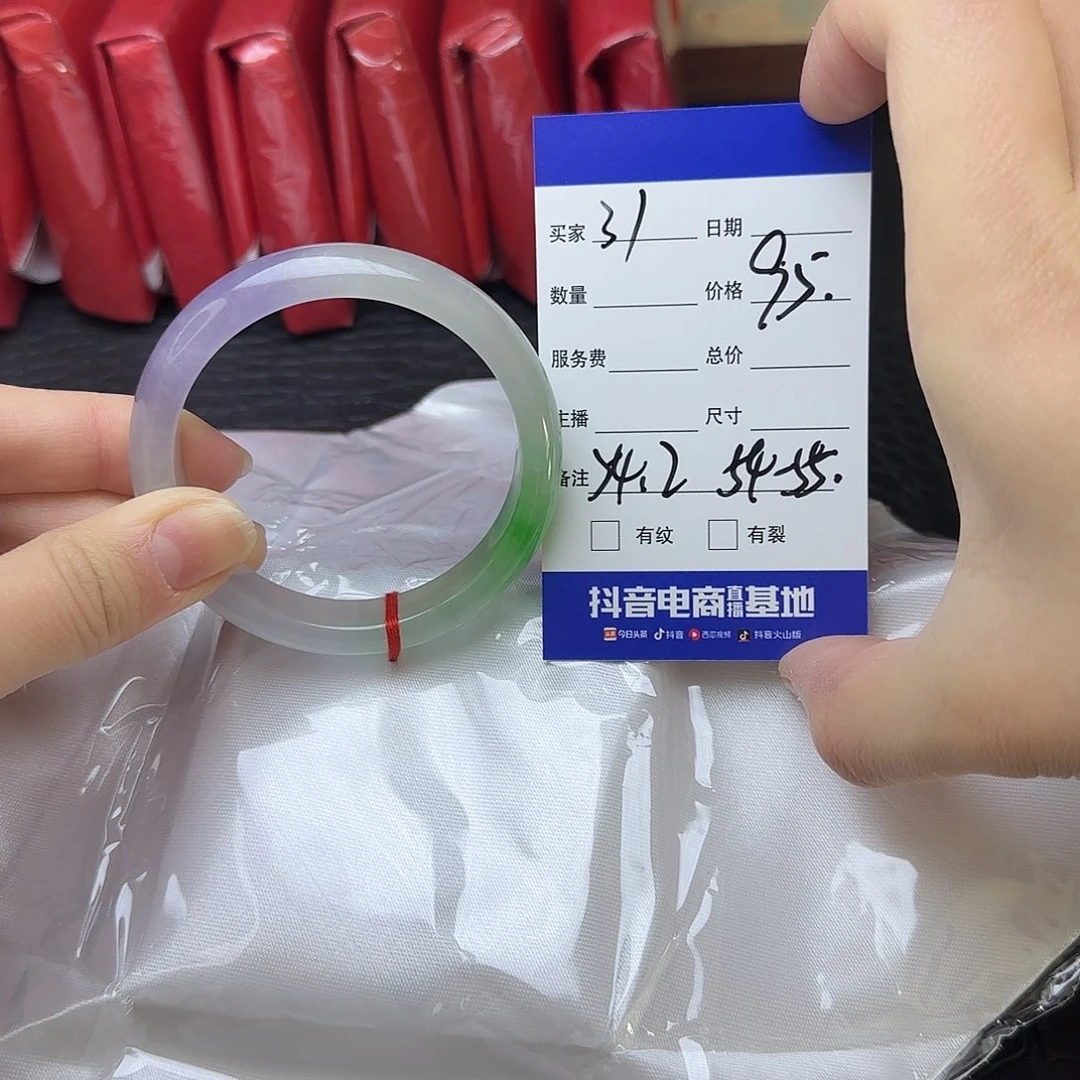 买家 31 日期
数量 价格 95.
服务费 总价
主播 尺寸
备注 54-55.
有纹 有裂
抖音电商直播基地
今日头条 抖音 西瓜视频 抖音火山版